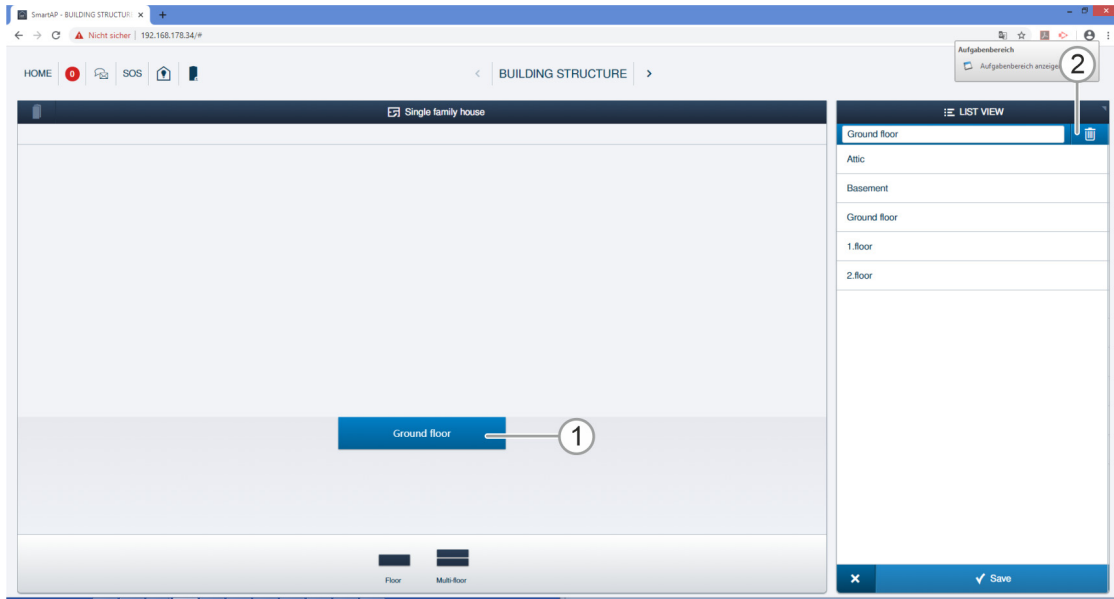 SmartAP - BUILDING STRUCTUR
Nicht sicher | 192.168.178.34/#
Aufgabenbereich
Aufgabenbereich anzeigen
2
HOME 0 SOS
BUILDING STRUCTURE
Single family house
LIST VIEW
Ground floor
Attic
Basement
Ground floor
1.floor
2.floor
Ground floor
1
Floor
Multi-floor
Save